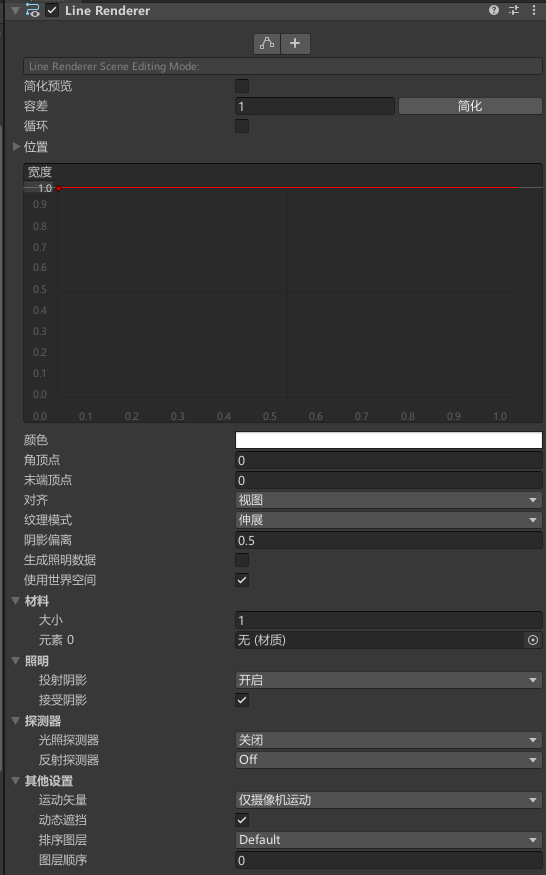 Line Renderer
Line Renderer Scene Editing Mode:
简化预览
容差 1 简化
循环
位置
宽度
1.0
0.9
0.8
0.7
0.6
0.5
0.4
0.3
0.2
0.1
0.0
0.0 0.1 0.2 0.3 0.4 0.5 0.6 0.7 0.8 0.9 1.0
颜色
角顶点 0
末端顶点 0
对齐 视图
纹理模式 伸展
阴影偏离 0.5
生成照明数据
使用世界空间
材料
大小 1
元素 0 无 (材质)
照明
投射阴影 开启
接受阴影
探测器
光照探测器 关闭
反射探测器 Off
其他设置
运动矢量 仅摄像机运动
动态遮挡
排序图层 Default
图层顺序 0